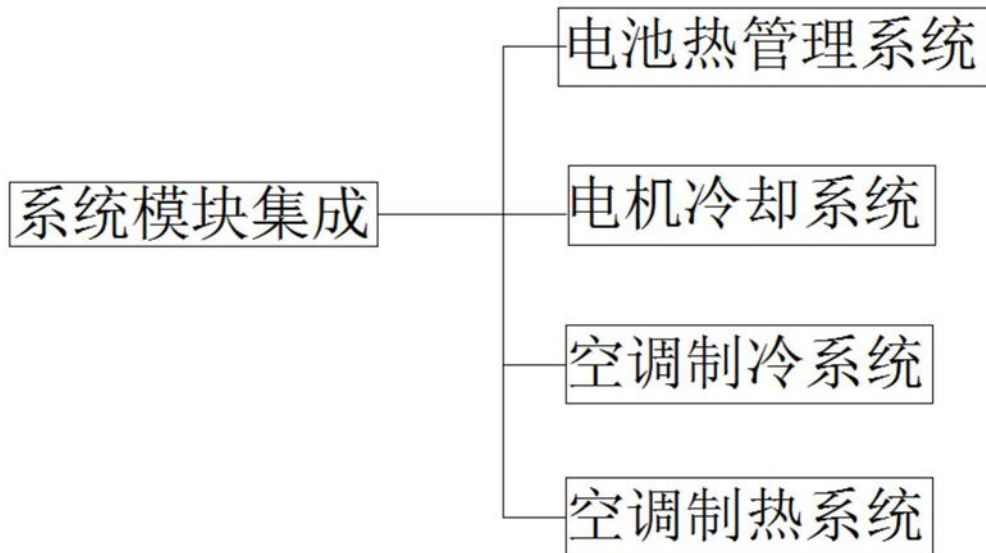 电池热管理系统
电机冷却系统
系统模块集成
空调制冷系统
空调制热系统